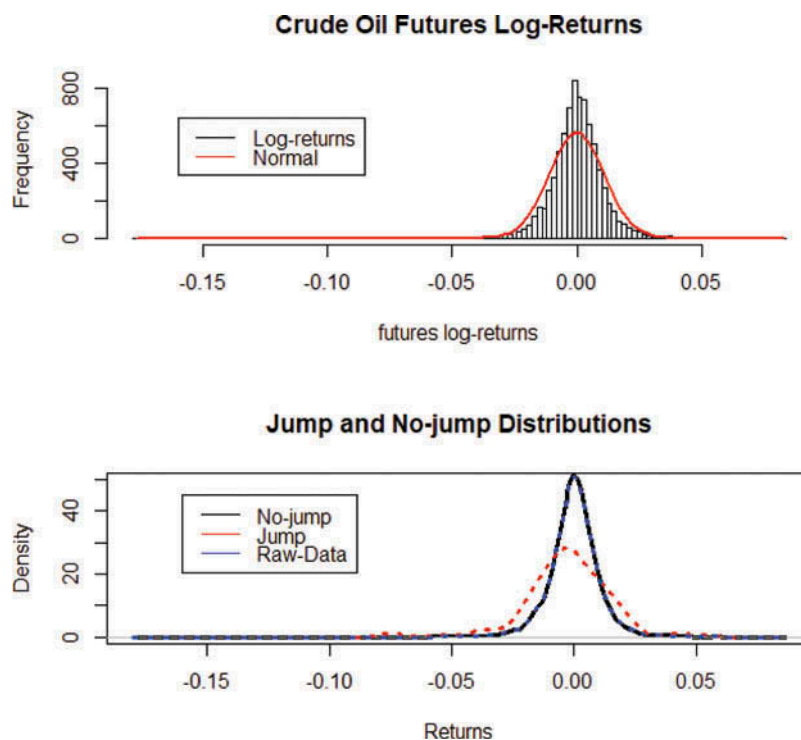 Crude Oil Futures Log-Returns
Frequency
800
400
0
Log-returns
Normal
-0.15 -0.10 -0.05 0.00 0.05
futures log-returns
Jump and No-jump Distributions
Density
40
20
0
No-jump
Jump
Raw-Data
-0.15 -0.10 -0.05 0.00 0.05
Returns